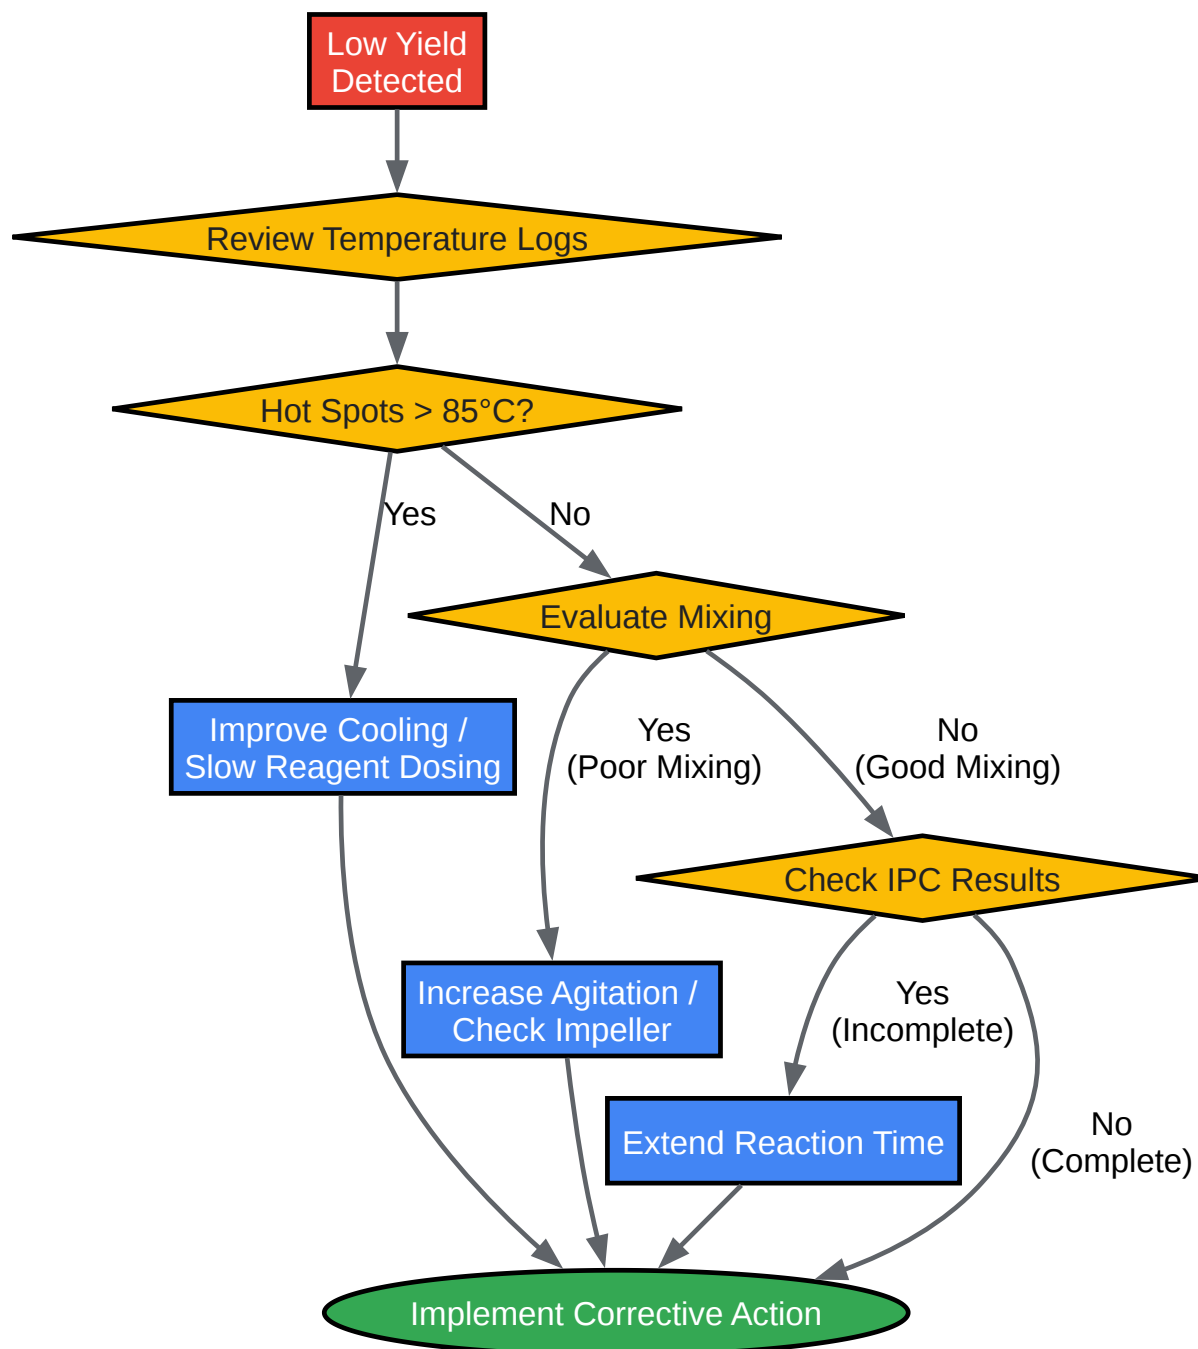 Low Yield
Detected
Review Temperature Logs
Hot Spots > 85°C?
Yes
No
Evaluate Mixing
Improve Cooling /
Slow Reagent Dosing
Yes
(Poor Mixing)
No
(Good Mixing)
Check IPC Results
Increase Agitation /
Check Impeller
Yes
(Incomplete)
Extend Reaction Time
No
(Complete)
Implement Corrective Action